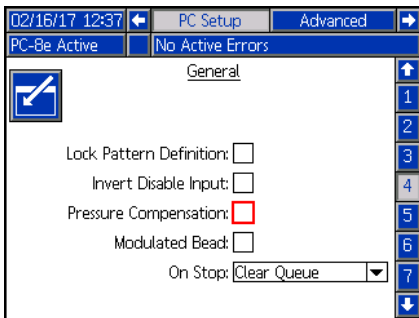 02/16/17 12:37 PC Setup Advanced
PC-8e Active No Active Errors
General
1
2
Lock Pattern Definition:
3
Invert Disable Input:
4
Pressure Compensation:
5
Modulated Bead:
6
On Stop: Clear Queue
7